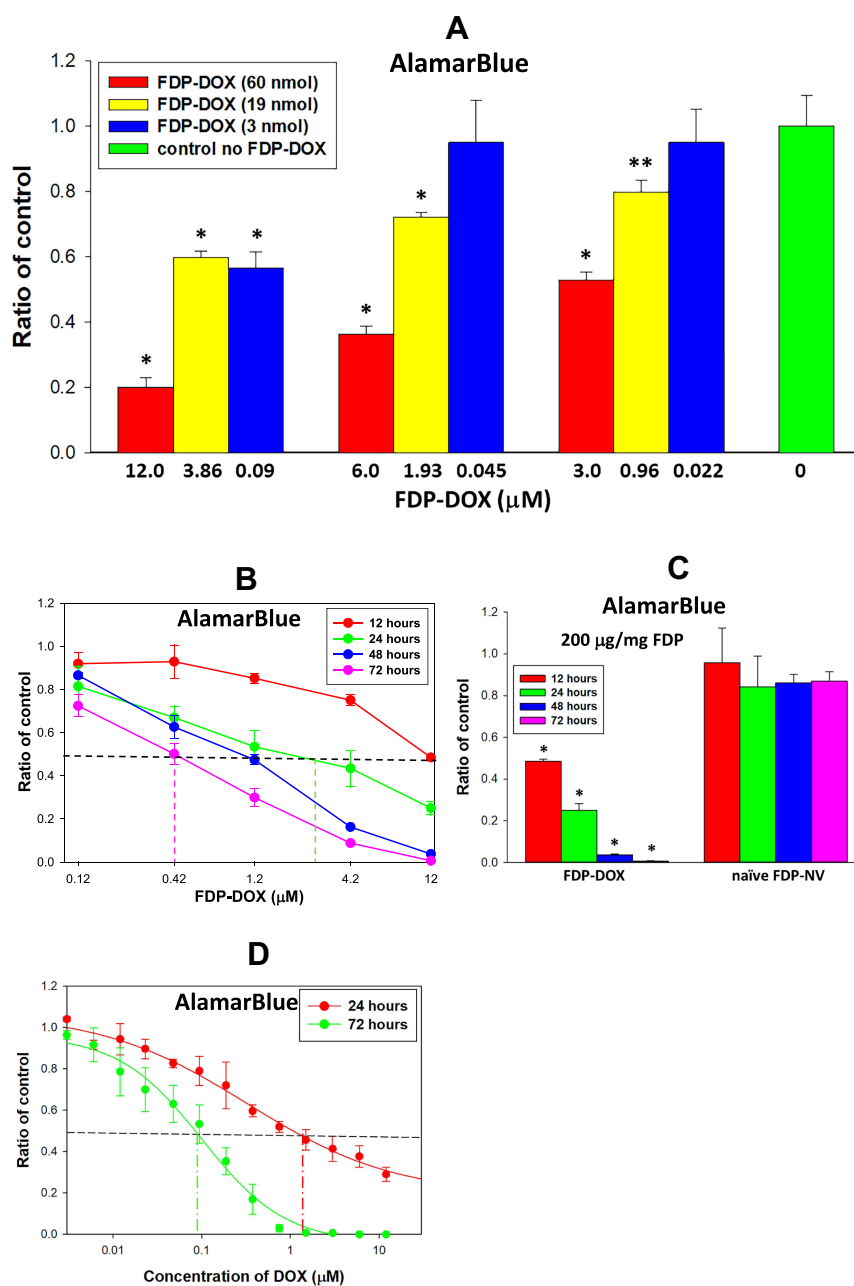 A
AlamarBlue
FDP-DOX (60 nmol)
FDP-DOX (19 nmol)
FDP-DOX (3 nmol)
control no FDP-DOX
1.2
1.0
0.8
0.6
0.4
0.2
0.0
Ratio of control
* * *
* *
* **
12.0 3.86 0.09 6.0 1.93 0.045 3.0 0.96 0.022 0
FDP-DOX (μM)
B
AlamarBlue
12 hours
24 hours
48 hours
72 hours
1.2
1.0
0.8
0.6
0.4
0.2
0.0
Ratio of control
0.12 0.42 1.2 4.2 12
FDP-DOX (μM)
C
AlamarBlue
200 μg/mg FDP
12 hours
24 hours
48 hours
72 hours
1.2
1.0
0.8
0.6
0.4
0.2
0.0
Ratio of control
* * * *
FDP-DOX naïve FDP-NV
D
AlamarBlue
24 hours
72 hours
1.2
1.0
0.8
0.6
0.4
0.2
0.0
Ratio of control
0.01 0.1 1 10
Concentration of DOX (μM)